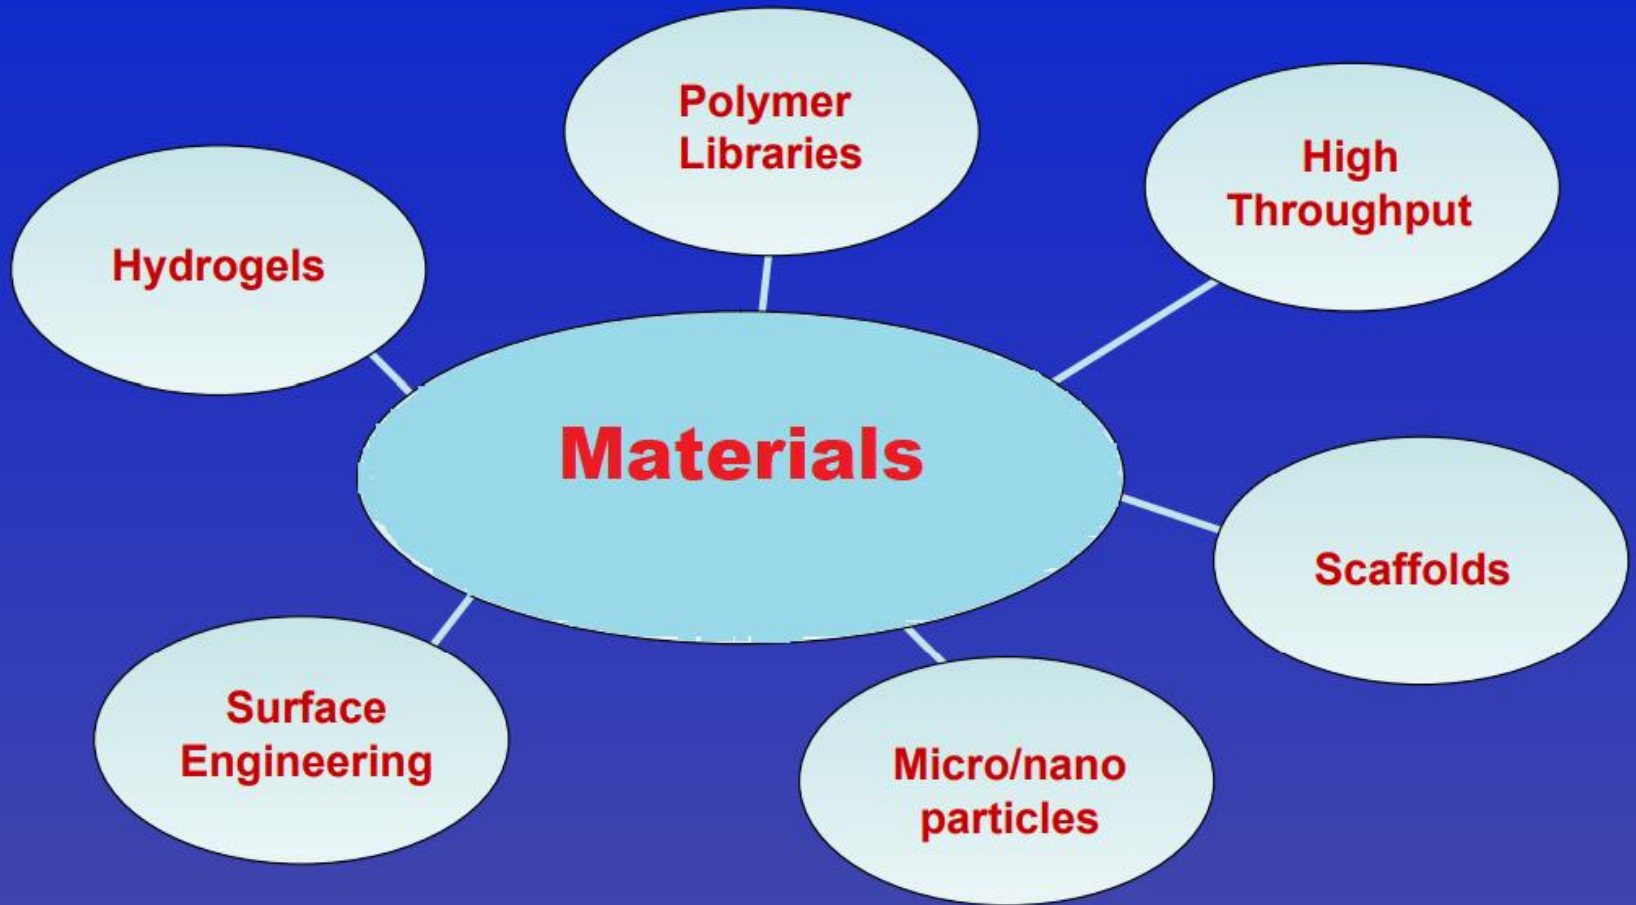 Polymer
Libraries
High
Throughput
Hydrogels
Materials
Scaffolds
Surface
Engineering
Micro/nano
particles